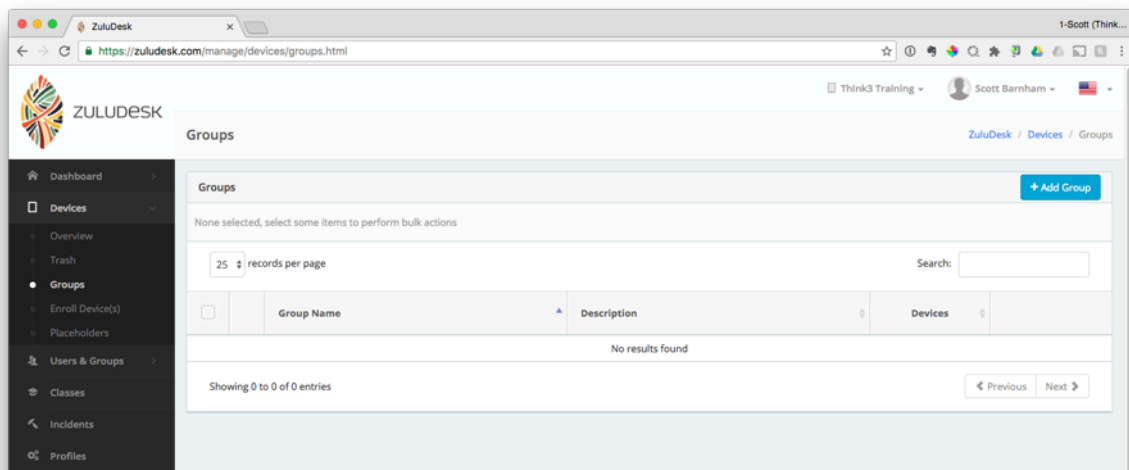 ZuluDesk
1-Scott (Think...
https://zuludesk.com/manage/devices/groups.html
ZULUDESK
Think3 Training
Scott Barnham
Groups
ZuluDesk / Devices / Groups
Dashboard
Devices
Overview
Trash
Groups
Enroll Device(s)
Placeholders
Users & Groups
Classes
Incidents
Profiles
Groups
+ Add Group
None selected, select some items to perform bulk actions
25 records per page
Search:
Group Name Description Devices
No results found
Showing 0 to 0 of 0 entries
Previous Next